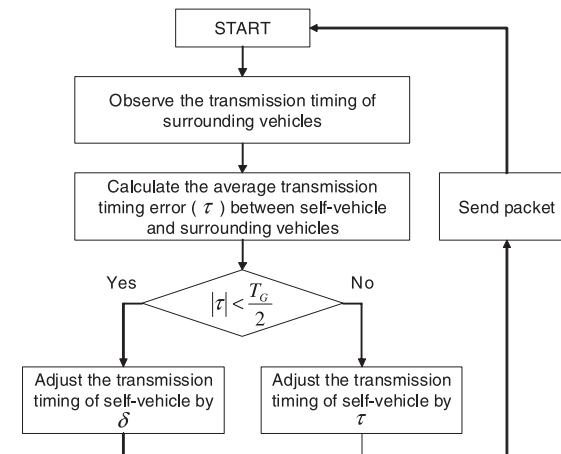 START
Observe the transmission timing of
surrounding vehicles
Calculate the average transmission
timing error ( τ ) between self-vehicle
and surrounding vehicles
Send packet
Yes
No
|τ| < T_G / 2
Adjust the transmission
timing of self-vehicle by
δ
Adjust the transmission
timing of self-vehicle by
τ